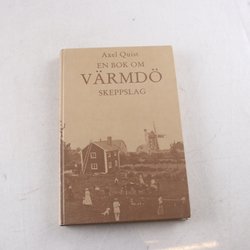 Axel Quist
EN BOK OM
VÄRMDÖ
SKEPPSLAG